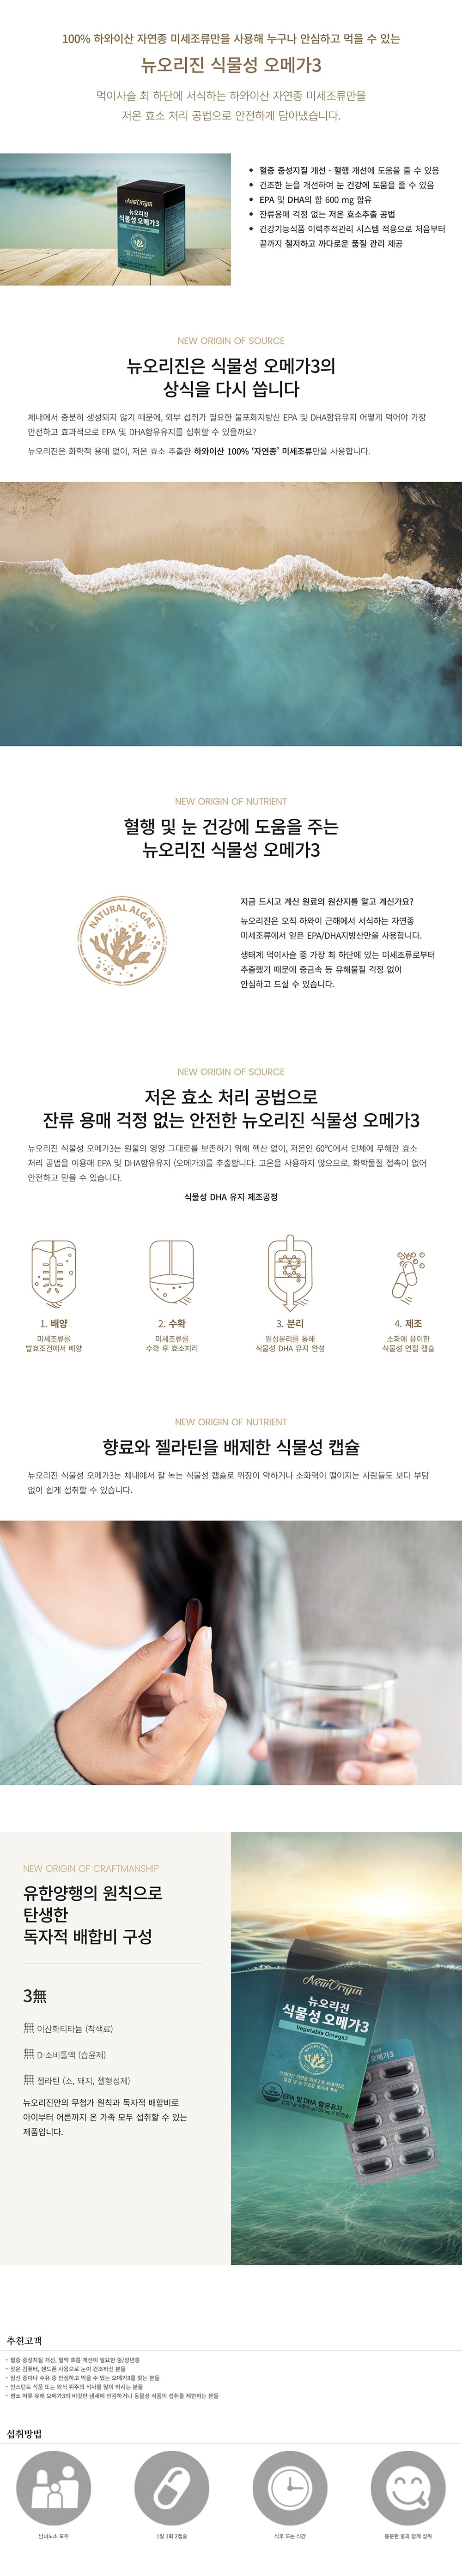 100% 하와이산 자연종 미세조류만을 사용해 누구나 안심하고 먹을 수 있는
뉴오리진 식물성 오메가3
먹이사슬 최 하단에 서식하는 하와이산 자연종 미세조류만을
저온 효소 처리 공법으로 안전하게 담아냈습니다.
New Origin
뉴오리진
식물성 오메가3
• 혈중 중성지질 개선 · 혈행 개선에 도움을 줄 수 있음
• 건조한 눈을 개선하여 눈 건강에 도움을 줄 수 있음
• EPA 및 DHA의 합 600 mg 함유
• 잔류용매 걱정 없는 저온 효소추출 공법
• 건강기능식품 이력추적관리 시스템 적용으로 처음부터
끝까지 철저하고 까다로운 품질 관리 제공
NEW ORIGIN OF SOURCE
뉴오리진은 식물성 오메가3의
상식을 다시 씁니다
체내에서 충분히 생성되지 않기 때문에, 외부 섭취가 필요한 불포화지방산 EPA 및 DHA함유유지 어떻게 먹어야 가장
안전하고 효과적으로 EPA 및 DHA함유유지를 섭취할 수 있을까요?
뉴오리진은 화학적 용매 없이, 저온 효소 추출한 하와이산 100% ‘자연종’ 미세조류만을 사용합니다.
NEW ORIGIN OF NUTRIENT
혈행 및 눈 건강에 도움을 주는
뉴오리진 식물성 오메가3
NATURAL ALGAE
지금 드시고 계신 원료의 원산지를 알고 계신가요?
뉴오리진은 오직 하와이 근해에서 서식하는 자연종
미세조류에서 얻은 EPA/DHA지방산만을 사용합니다.
생태계 먹이사슬 중 가장 최 하단에 있는 미세조류로부터
추출했기 때문에 중금속 등 유해물질 걱정 없이
안심하고 드실 수 있습니다.
NEW ORIGIN OF SOURCE
저온 효소 처리 공법으로
잔류 용매 걱정 없는 안전한 뉴오리진 식물성 오메가3
뉴오리진 식물성 오메가3는 원물의 영양 그대로를 보존하기 위해 헥산 없이, 저온인 60℃에서 인체에 무해한 효소
처리 공법을 이용해 EPA 및 DHA함유유지 (오메가3)를 추출합니다. 고온을 사용하지 않으므로, 화학물질 접촉이 없어
안전하고 믿을 수 있습니다.
식물성 DHA 유지 제조공정
1. 배양
미세조류를
발효조건에서 배양
2. 수확
미세조류를
수확 후 효소처리
3. 분리
원심분리를 통해
식물성 DHA 유지 완성
4. 제조
소화에 용이한
식물성 연질 캡슐
NEW ORIGIN OF NUTRIENT
향료와 젤라틴을 배제한 식물성 캡슐
뉴오리진 식물성 오메가3는 체내에서 잘 녹는 식물성 캡슐로 위장이 약하거나 소화력이 떨어지는 사람들도 보다 부담
없이 쉽게 섭취할 수 있습니다.
NEW ORIGIN OF CRAFTMANSHIP
유한양행의 원칙으로
탄생한
독자적 배합비 구성
3無
無 이산화티타늄 (착색료)
無 D-소비톨액 (습윤제)
無 젤라틴 (소, 돼지, 젤형성제)
뉴오리진만의 무첨가 원칙과 독자적 배합비로
아이부터 어른까지 온 가족 모두 섭취할 수 있는
제품입니다.
New Origin
뉴오리진
식물성 오메가3
Vegetable Omega3
EPA 및 DHA 함유유지
추천고객
• 혈중 중성지질 개선, 혈액 흐름 개선이 필요한 중/장년층
• 잦은 컴퓨터, 핸드폰 사용으로 눈이 건조하신 분들
• 임신 중이나 수유 중 안심하고 먹을 수 있는 오메가3를 찾는 분들
• 인스턴트 식품 또는 외식 위주의 식사를 많이 하시는 분들
• 평소 어류 유래 오메가3의 비릿한 냄새에 민감하거나 동물성 식품의 섭취를 제한하는 분들
섭취방법
남녀노소 모두
1일 1회 2캡슐
식후 또는 식간
충분한 물과 함께 섭취